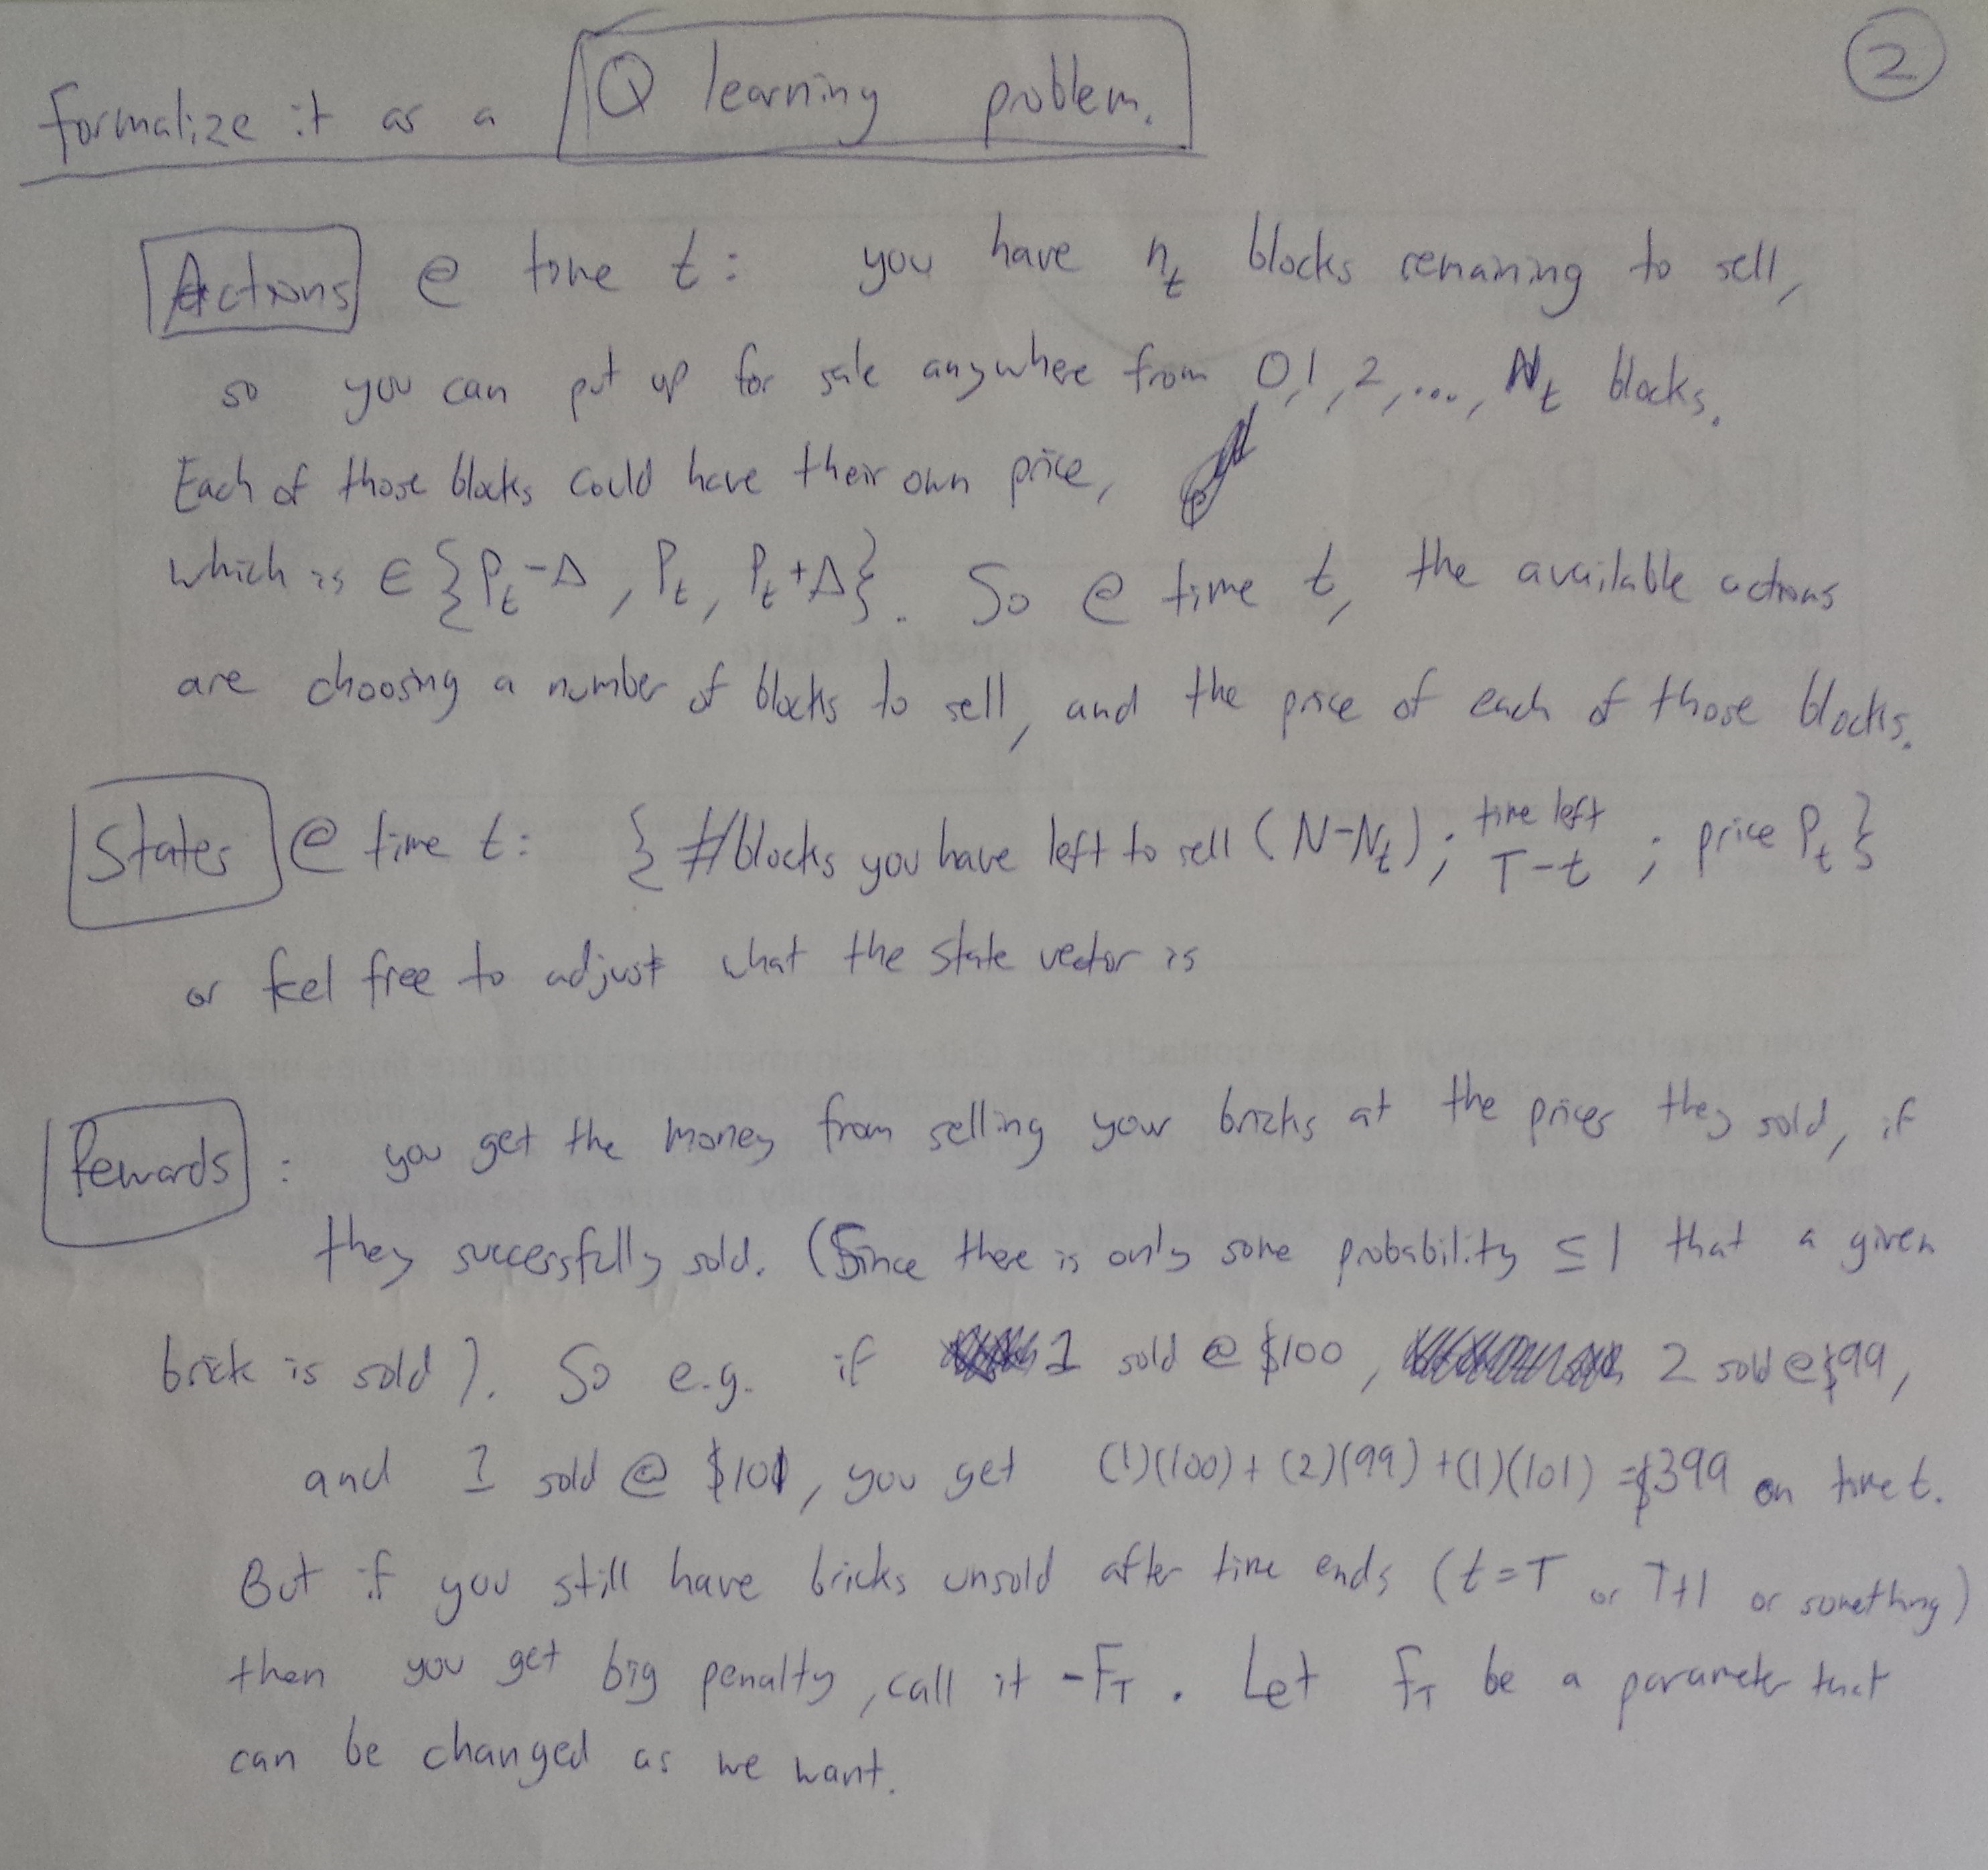 2
Formalize it as a Q learning problem.
Actions @ time t: you have n_t blocks remaining to sell,
so you can put up for sale anywhere from 0, 1, 2, ..., N_t blocks.
Each of those blocks could have their own price,
which is ∈ {P_t-Δ, P_t, P_t+Δ}. So @ time t, the available actions
are choosing a number of blocks to sell, and the price of each of those blocks.
States @ time t: {#blocks you have left to sell (N-N_t); time left T-t; price P_t}
or feel free to adjust what the state vector is
Rewards: you get the money from selling your bricks at the prices they sold, if
they successfully sold. (Since there is only some probability ≤ 1 that a given
brick is sold). So e.g. if 1 sold @ $100, 2 sold @ $99,
and 1 sold @ $101, you get (1)(100) + (2)(99) + (1)(101) = $399 on time t.
But if you still have bricks unsold after time ends (t=T or T+1 or something)
then you get big penalty, call it -F_T. Let F_T be a parameter that
can be changed as we want.